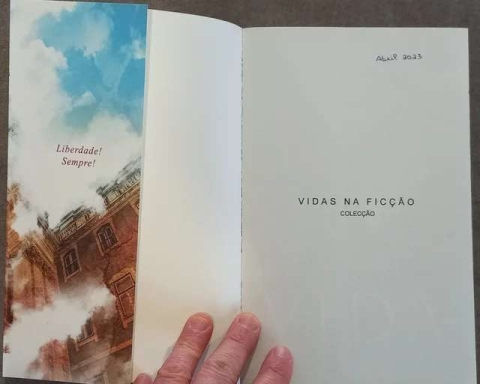 Liberdade!
Sempre!
Abril 2023
VIDAS NA FICÇÃO
COLECÇÃO